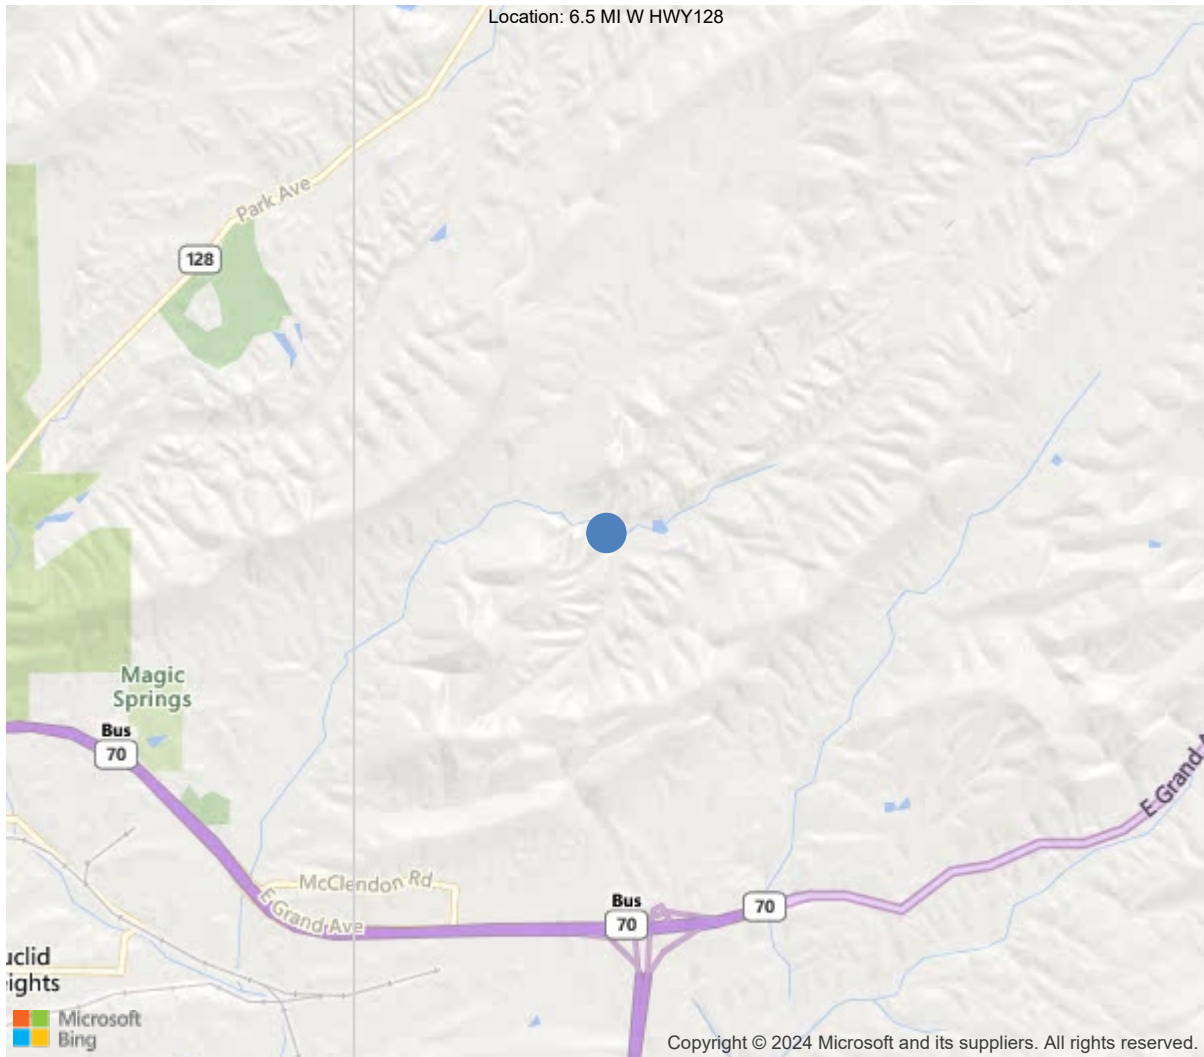 Location: 6.5 MI W HWY128
Park Ave
128
Magic
Springs
Bus
70
E Grand A
McClendon Rd
E Grand Ave
Bus
70
70
uclid
ights
Microsoft
Bing
Copyright © 2024 Microsoft and its suppliers. All rights reserved.